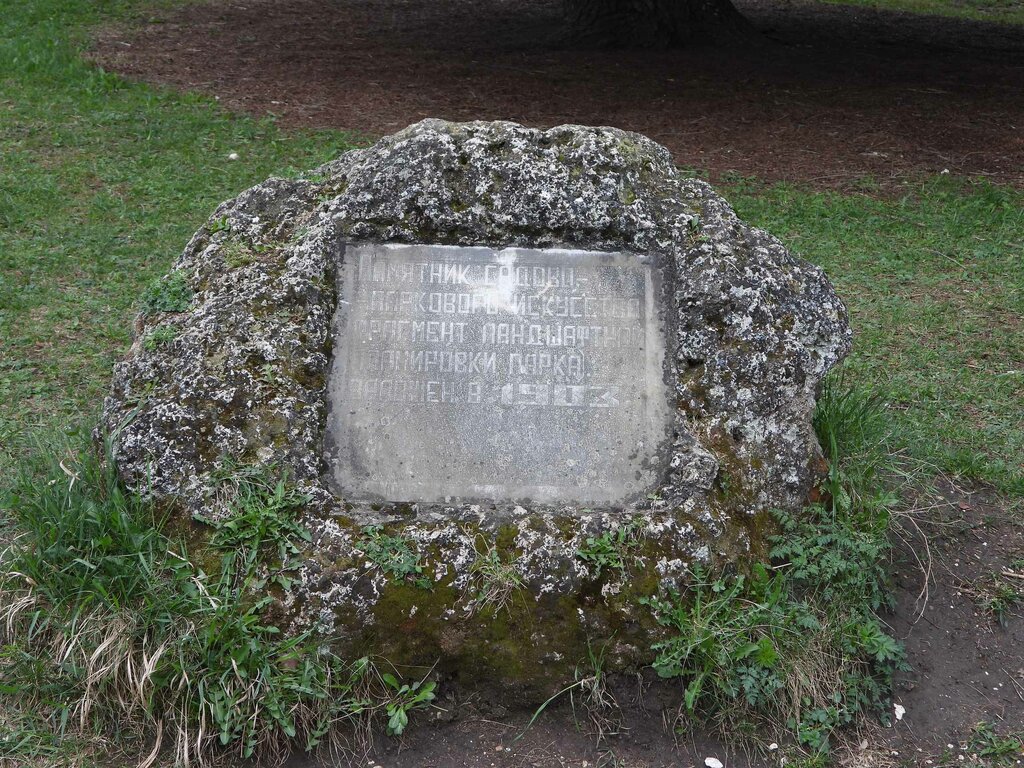 ПАМЯТНИК САДОВО-
ПАРКОВОГО ИСКУССТВА
ФРАГМЕНТ ЛАНДШАФТНОЙ
ПЛАНИРОВКИ ПАРКА
ЗАЛОЖЕН В 1903